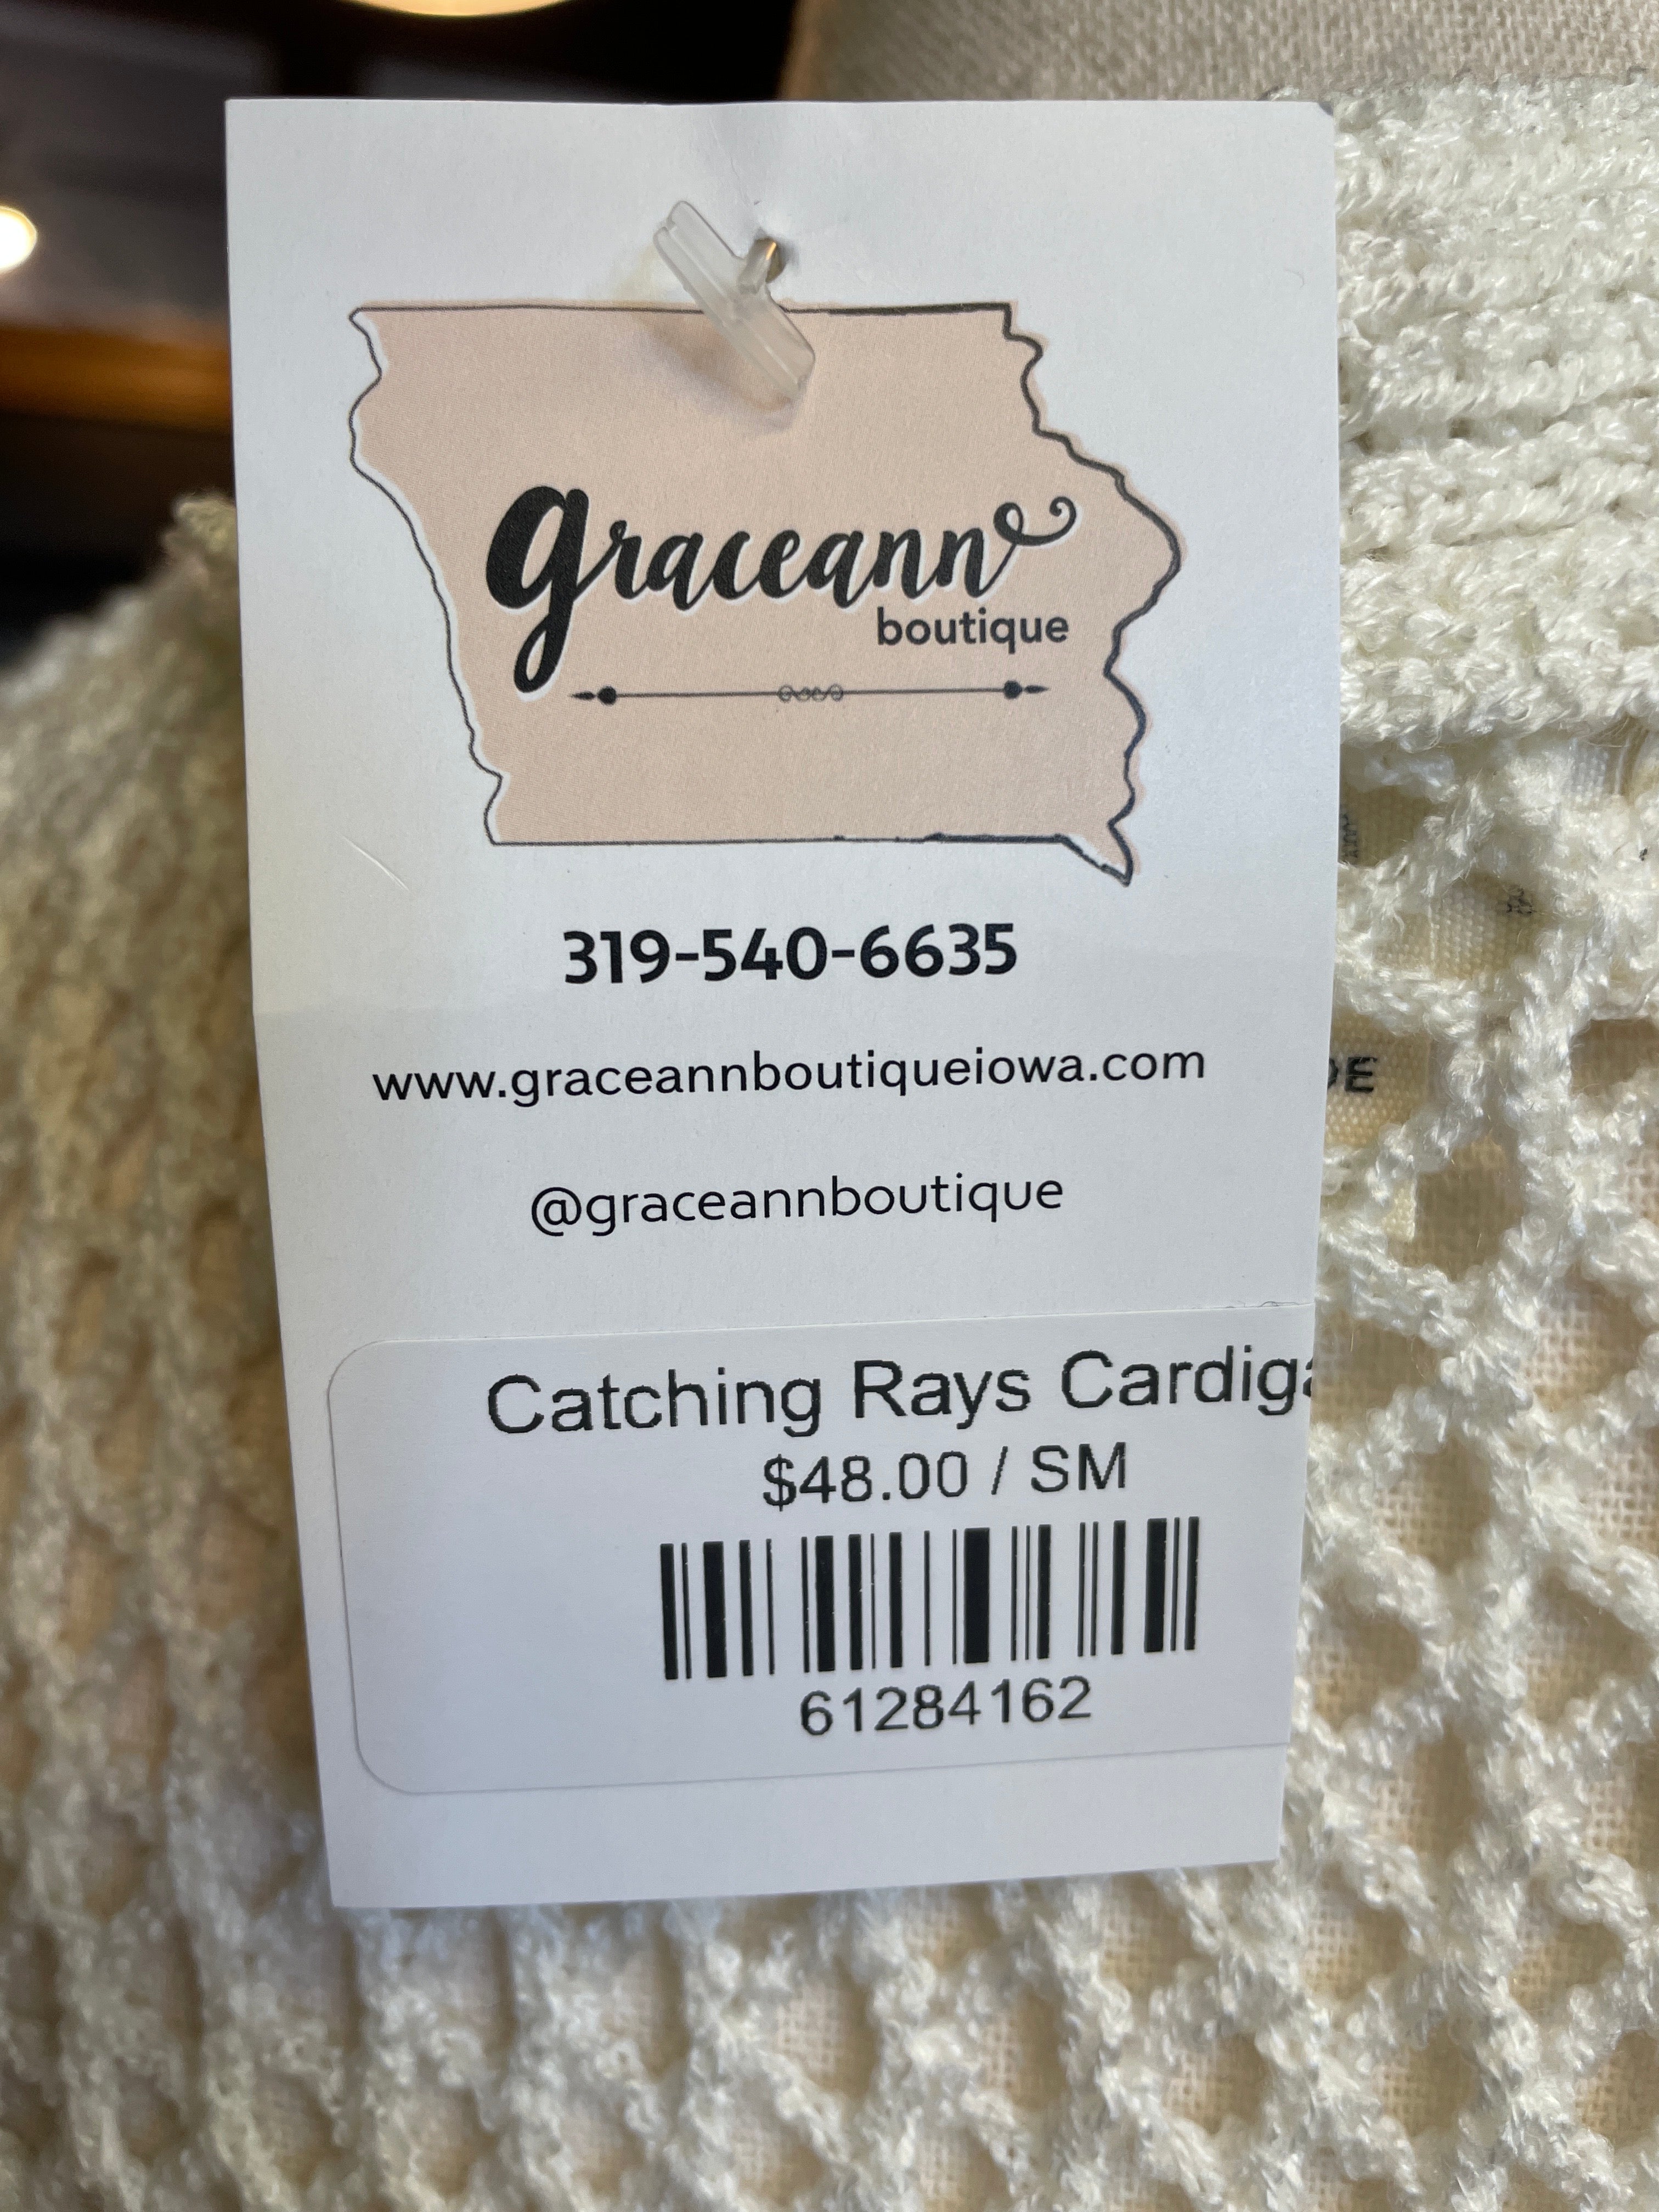 graceann
boutique
319-540-6635
www.graceannboutiqueiowa.com
@graceannboutique
Catching Rays Cardiga
$48.00 / SM
61284162